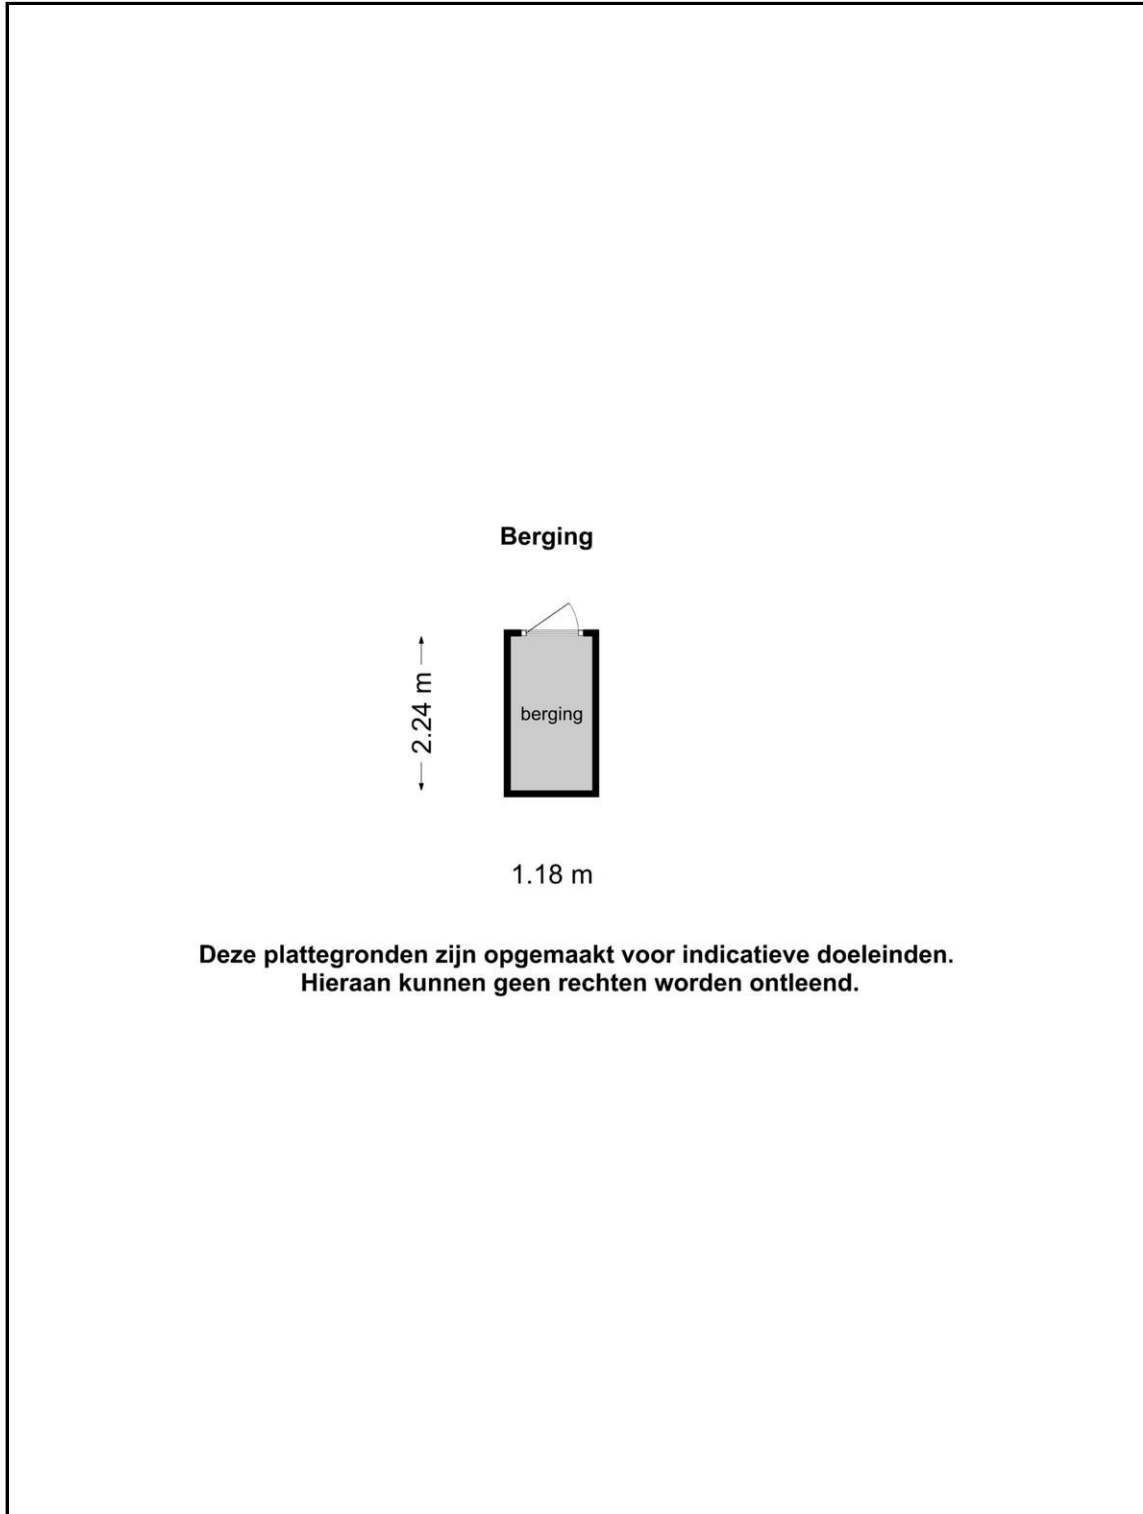 Berging
2.24 m
berging
1.18 m
Deze plattegronden zijn opgemaakt voor indicatieve doeleinden.
Hieraan kunnen geen rechten worden ontleend.